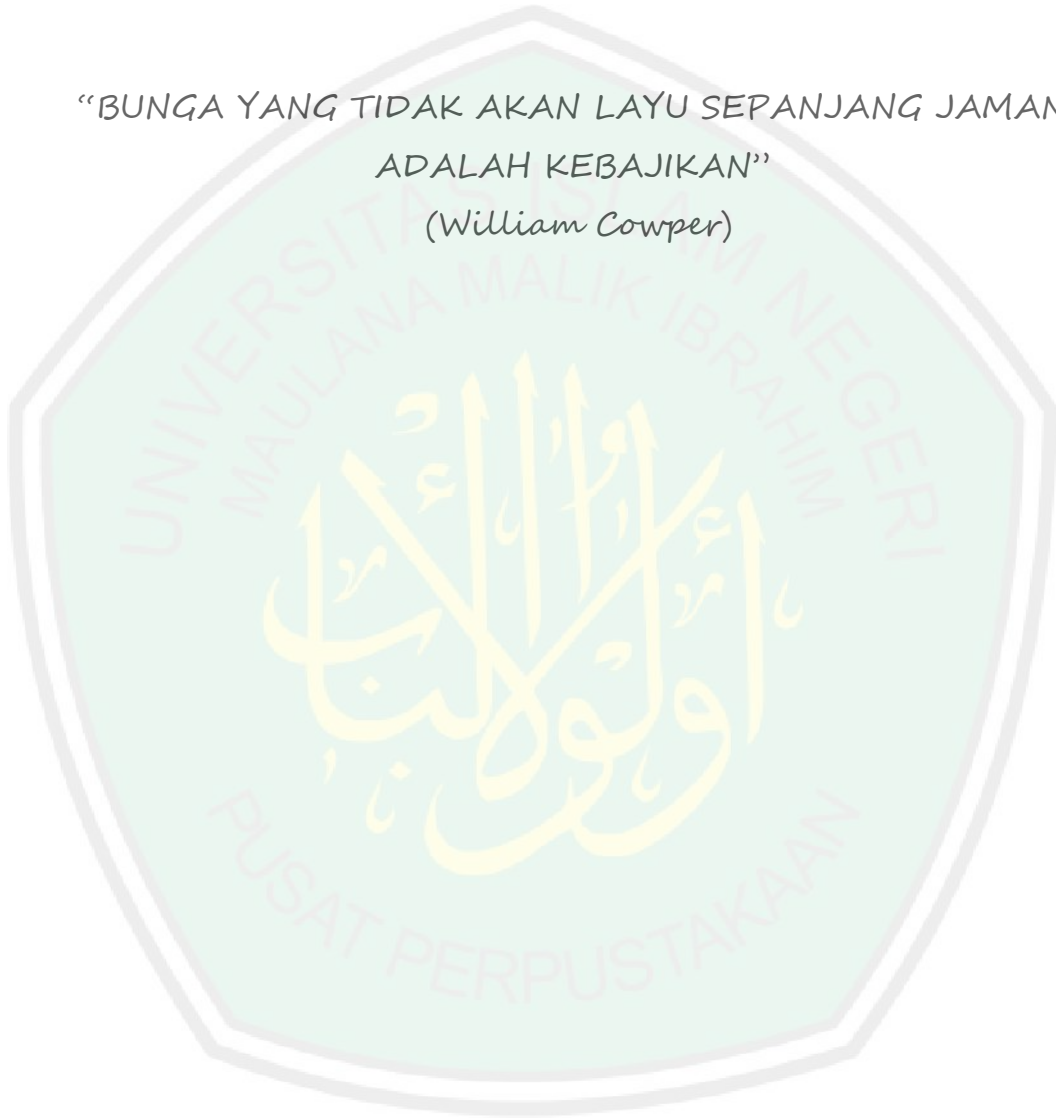 “BUNGA YANG TIDAK AKAN LAYU SEPANJANG JAMAN
ADALAH KEBAJIKAN”
(William Cowper)
UNIVERSITAS ISLAM NEGERI
MAULANA MALIK IBRAHIM
أولوا الألباب
PUSAT PERPUSTAKAAN